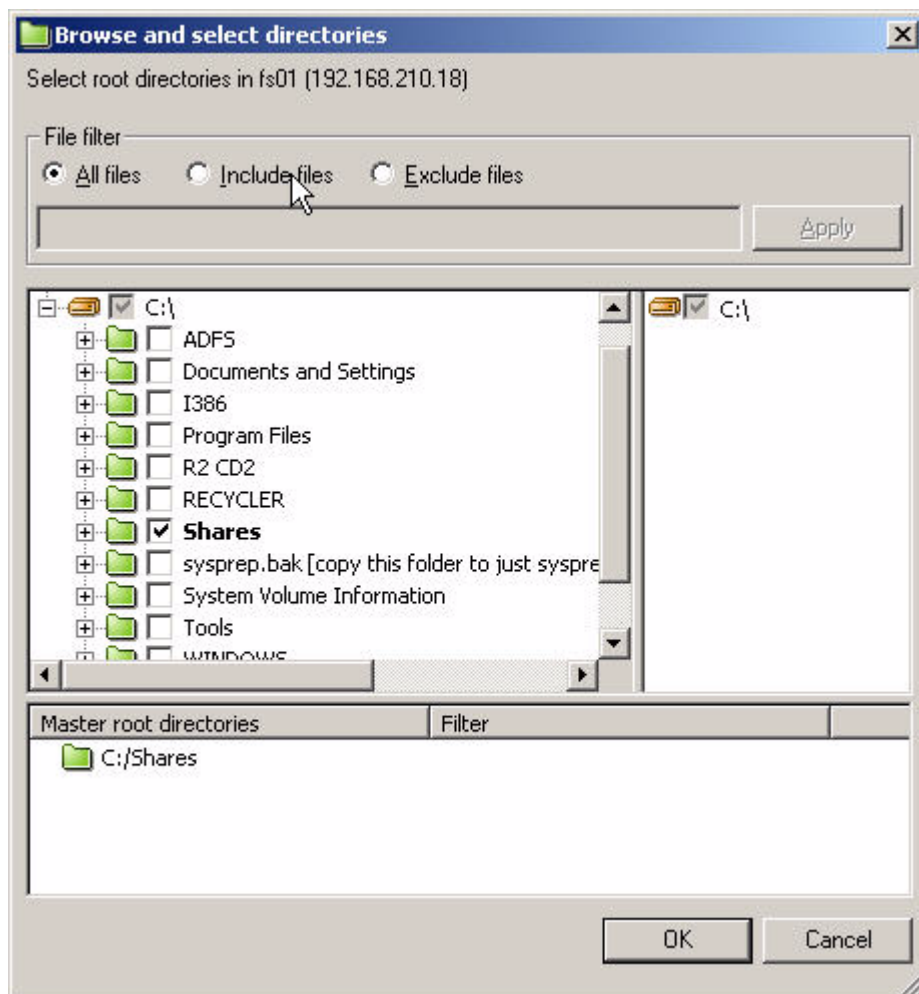 Browse and select directories
Select root directories in fs01 (192.168.210.18)
File filter
All files Include files Exclude files
Apply
C:\ C:\
ADFS
Documents and Settings
I386
Program Files
R2 CD2
RECYCLER
Shares
sysprep.bak [copy this folder to just syspre
System Volume Information
Tools
WINDOWS
Master root directories Filter
C:/Shares
OK Cancel